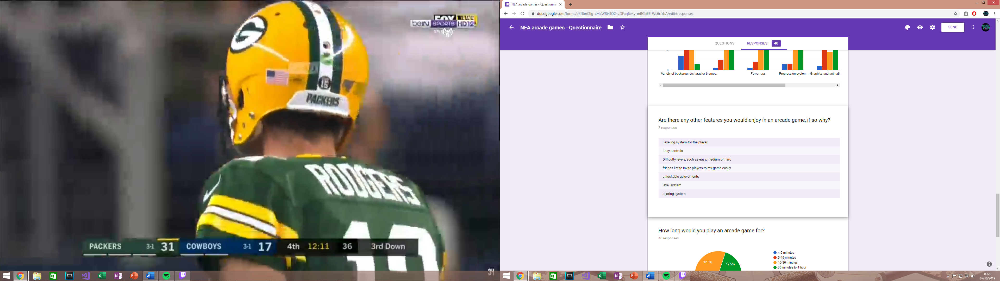 FOX LIVE
beIN SPORTS HD12
G
PACKERS
RODGERS
PACKERS 3-1 31 COWBOYS 3-1 17 4th 12:11 36 3rd Down
NEA arcade games - Questionna
docs.google.com/forms/d/18mf3ig-cMcWRi4JQOrzDFaq6e4y-mBGpEE_Wc6rfxbA/edit#responses
NEA arcade games - Questionnaire
SEND
QUESTIONS
RESPONSES 40
0
Variety of background/character themes.
Power-ups
Progression system
Graphics and animati
Are there any other features you would enjoy in an arcade game, if so why?
7 responses
Leveling system for the player
Easy controls
Difficulty levels, such as easy, medium or hard
friends list to invite players to my game easily
unlockable acievements
level system
scoring system
How long would you play an arcade game for?
40 responses
32.5%
17.5%
< 5 minutes
5-15 minutes
15-30 minutes
30 minutes to 1 hour
00:20
07/10/2019